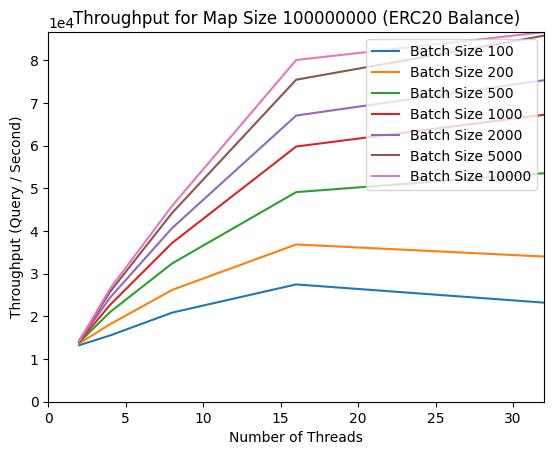 Throughput for Map Size 100000000 (ERC20 Balance)
1e4
8
7
6
5
4
3
2
1
0
Throughput (Query / Second)
Batch Size 100
Batch Size 200
Batch Size 500
Batch Size 1000
Batch Size 2000
Batch Size 5000
Batch Size 10000
0 5 10 15 20 25 30
Number of Threads